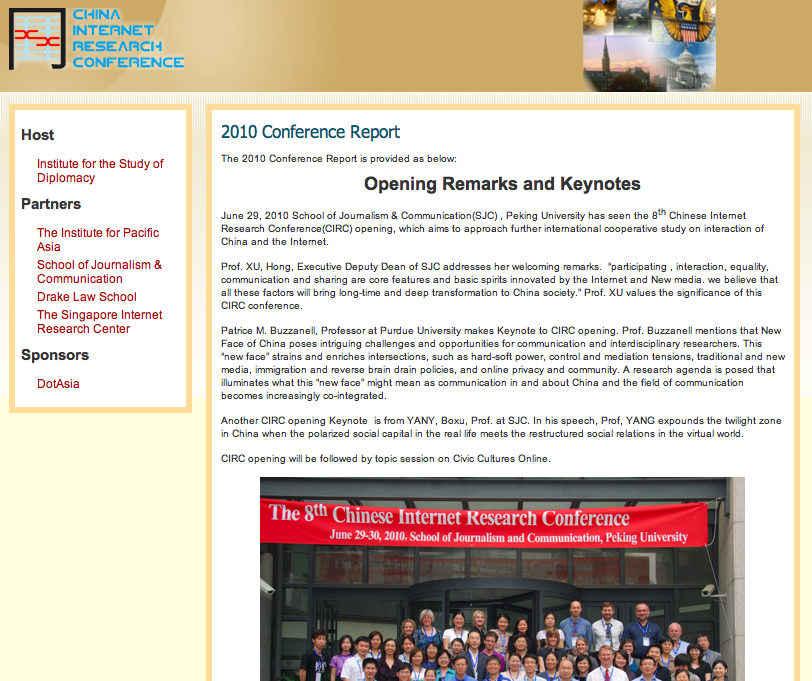 CHINA
INTERNET
RESEARCH
CONFERENCE
Host
Institute for the Study of
Diplomacy
Partners
The Institute for Pacific
Asia
School of Journalism &
Communication
Drake Law School
The Singapore Internet
Research Center
Sponsors
DotAsia
2010 Conference Report
The 2010 Conference Report is provided as below:
Opening Remarks and Keynotes
June 29, 2010 School of Journalism & Communication(SJC) , Peking University has seen the 8th Chinese Internet
Research Conference(CIRC) opening, which aims to approach further international cooperative study on interaction of
China and the Internet.
Prof. XU, Hong, Executive Deputy Dean of SJC addresses her welcoming remarks.  "participating , interaction, equality,
communication and sharing are core features and basic spirits innovated by the Internet and New media. we believe that
all these factors will bring long-time and deep transformation to China society." Prof. XU values the significance of this
CIRC conference.
Patrice M. Buzzanell, Professor at Purdue University makes Keynote to CIRC opening. Prof. Buzzanell mentions that New
Face of China poses intriguing challenges and opportunities for communication and interdisciplinary researchers. This
"new face" strains and enriches intersections, such as hard-soft power, control and mediation tensions, traditional and new
media, immigration and reverse brain drain policies, and online privacy and community. A research agenda is posed that
illuminates what this "new face" might mean as communication in and about China and the field of communication
becomes increasingly co-integrated.
Another CIRC opening Keynote  is from YANY, Boxu, Prof. at SJC. In his speech, Prof, YANG expounds the twilight zone
in China when the polarized social capital in the real life meets the restructured social relations in the virtual world.
CIRC opening will be followed by topic session on Civic Cultures Online.
The 8th Chinese Internet Research Conference
June 29-30, 2010. School of Journalism and Communication, Peking University